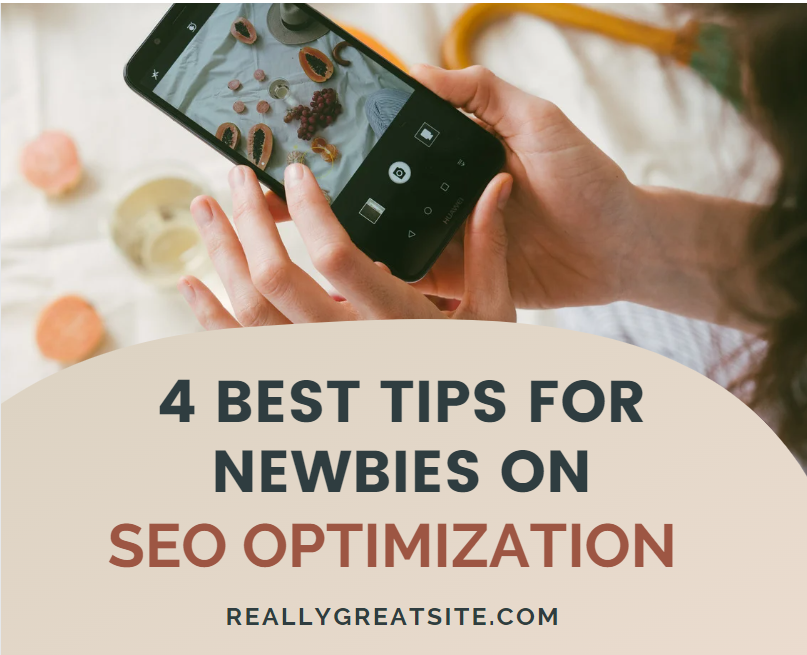 4 BEST TIPS FOR
NEWBIES ON
SEO OPTIMIZATION
REALLYGREATSITE.COM